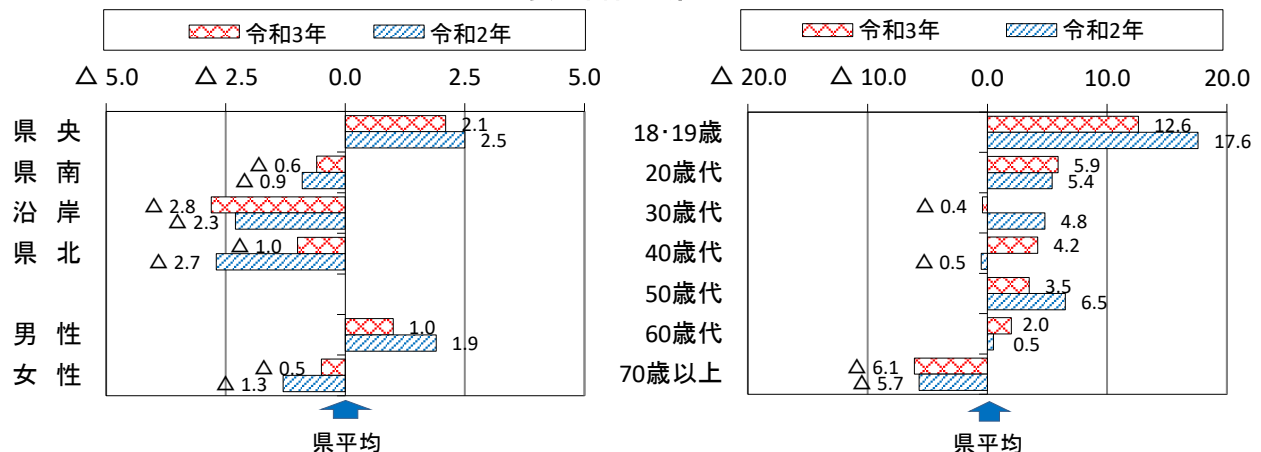 令和3年 令和2年
△ 5.0 △ 2.5 0.0 2.5 5.0
県 央 2.1
2.5
県 南 △ 0.6
△ 0.9
沿 岸 △ 2.8
△ 2.3
県 北 △ 1.0
△ 2.7
男 性 1.0
1.9
女 性 △ 0.5
△ 1.3
県平均
令和3年 令和2年
△ 20.0 △ 10.0 0.0 10.0 20.0
18･19歳 12.6
17.6
20歳代 5.9
5.4
30歳代 △ 0.4
4.8
40歳代 4.2
△ 0.5
50歳代 3.5
6.5
60歳代 2.0
0.5
70歳以上 △ 6.1
△ 5.7
県平均